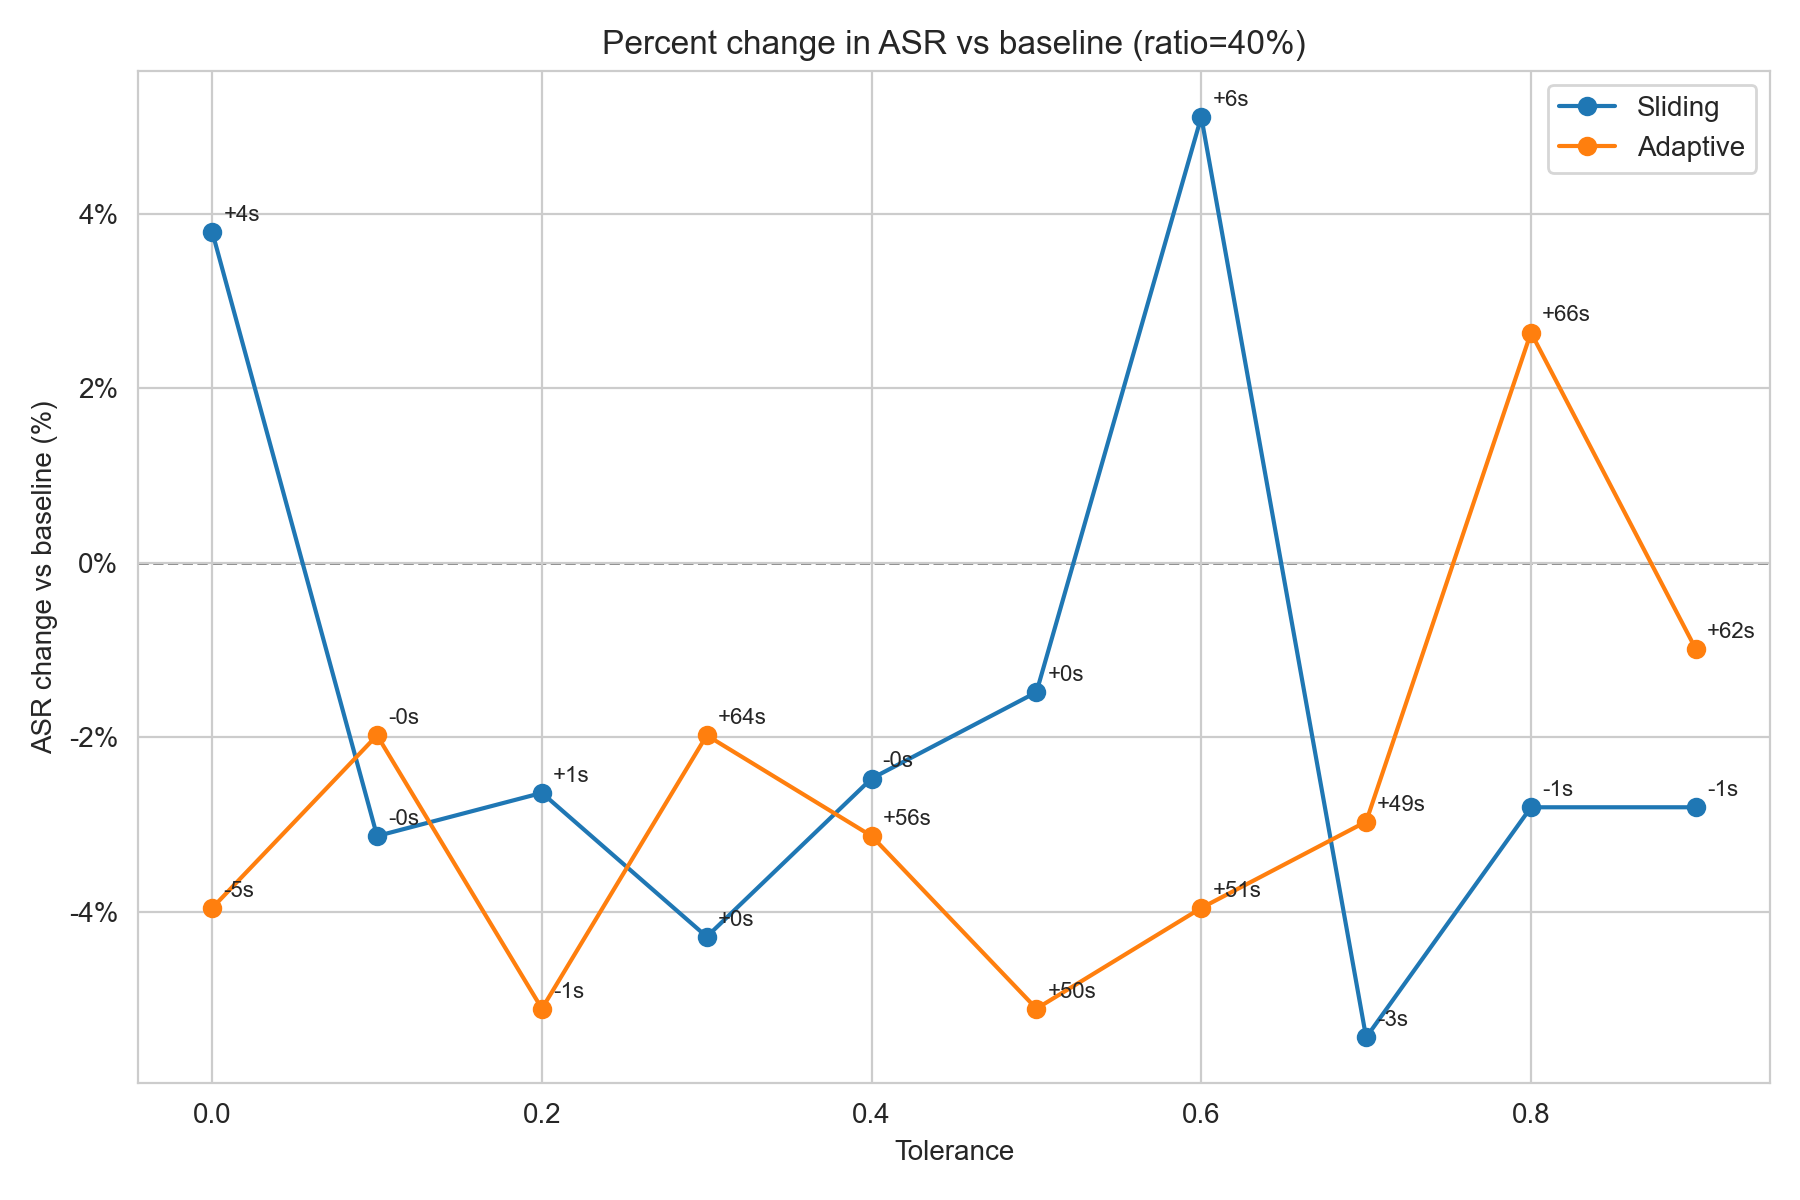 Percent change in ASR vs baseline (ratio=40%)
Sliding
Adaptive
ASR change vs baseline (%)
4%
2%
0%
-2%
-4%
+4s
-0s
+1s
+0s
-0s
+0s
+6s
-3s
-1s
-1s
-5s
-0s
-1s
+64s
+56s
+50s
+51s
+49s
+66s
+62s
0.0
0.2
0.4
0.6
0.8
Tolerance